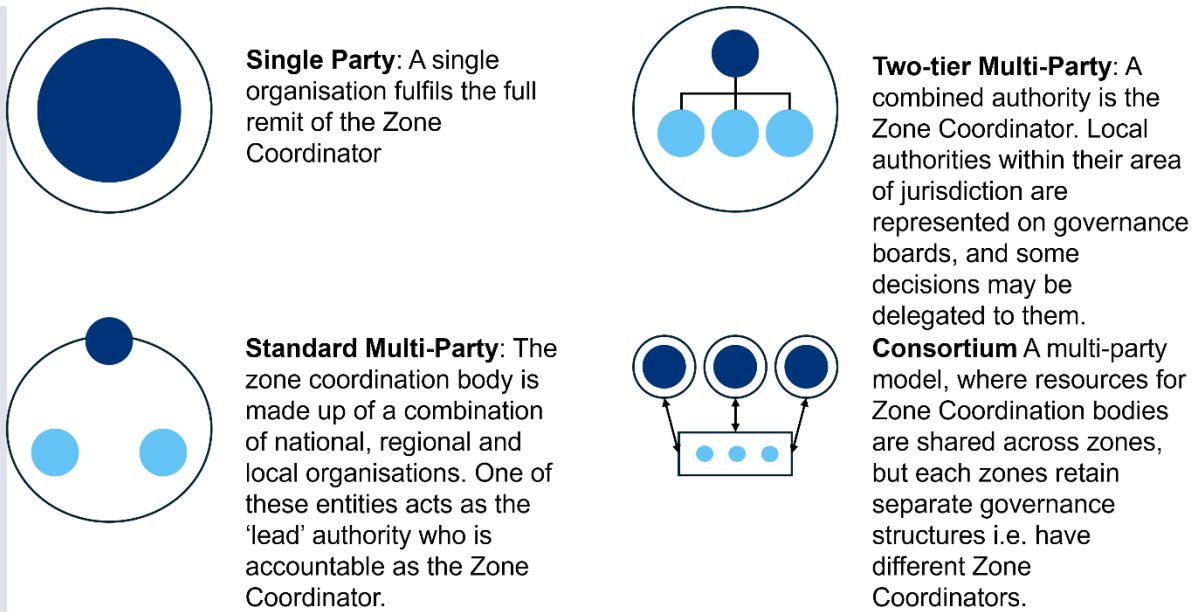 Single Party: A single
organisation fulfils the full
remit of the Zone
Coordinator
Two-tier Multi-Party: A
combined authority is the
Zone Coordinator. Local
authorities within their area
of jurisdiction are
represented on governance
boards, and some
decisions may be
delegated to them.
Standard Multi-Party: The
zone coordination body is
made up of a combination
of national, regional and
local organisations. One of
these entities acts as the
‘lead’ authority who is
accountable as the Zone
Coordinator.
Consortium A multi-party
model, where resources for
Zone Coordination bodies
are shared across zones,
but each zones retain
separate governance
structures i.e. have
different Zone
Coordinators.